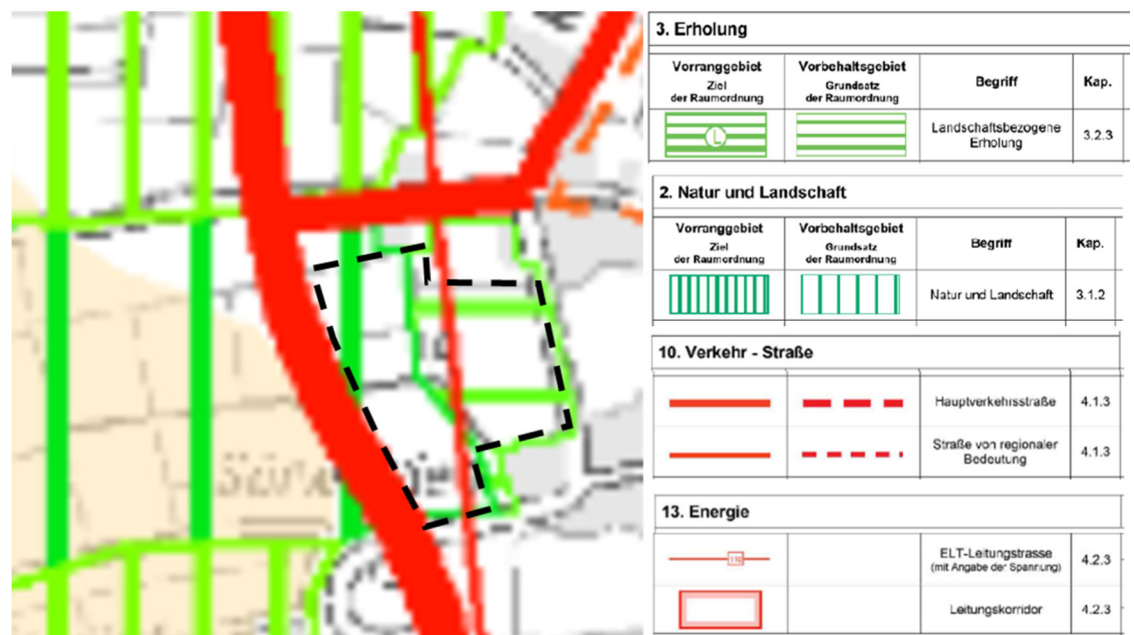 3. Erholung
Vorranggebiet
Ziel
der Raumordnung
Vorbehaltsgebiet
Grundsatz
der Raumordnung
Begriff
Kap.
L
Landschaftsbezogene
Erholung
3.2.3
2. Natur und Landschaft
Vorranggebiet
Ziel
der Raumordnung
Vorbehaltsgebiet
Grundsatz
der Raumordnung
Begriff
Kap.
Natur und Landschaft
3.1.2
10. Verkehr - Straße
Hauptverkehrsstraße
4.1.3
Straße von regionaler
Bedeutung
4.1.3
13. Energie
110
ELT-Leitungstrasse
(mit Angabe der Spannung)
4.2.3
Leitungskorridor
4.2.3